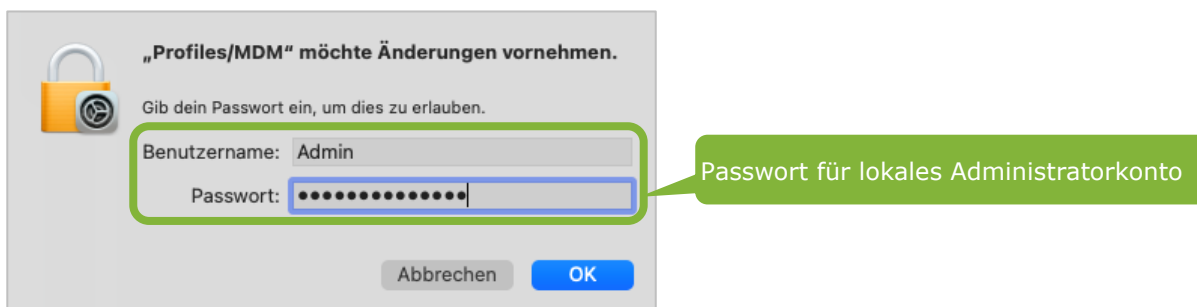 „Profiles/MDM“ möchte Änderungen vornehmen.
Gib dein Passwort ein, um dies zu erlauben.
Benutzername: Admin
Passwort: ••••••••••••••
Passwort für lokales Administratorkonto
Abbrechen OK